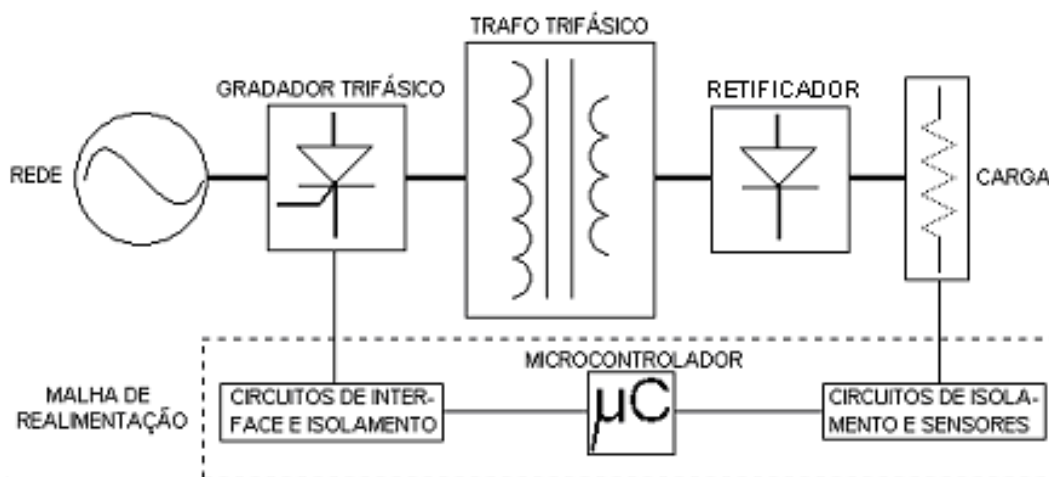 TRAFO TRIFÁSICO
GRADADOR TRIFÁSICO
RETIFICADOR
REDE
CARGA
MICROCONTROLADOR
MALHA DE
REALIMENTAÇÃO
CIRCUITOS DE INTER-
FACE E ISOLAMENTO
µC
CIRCUITOS DE ISOLA-
MENTO E SENSORES